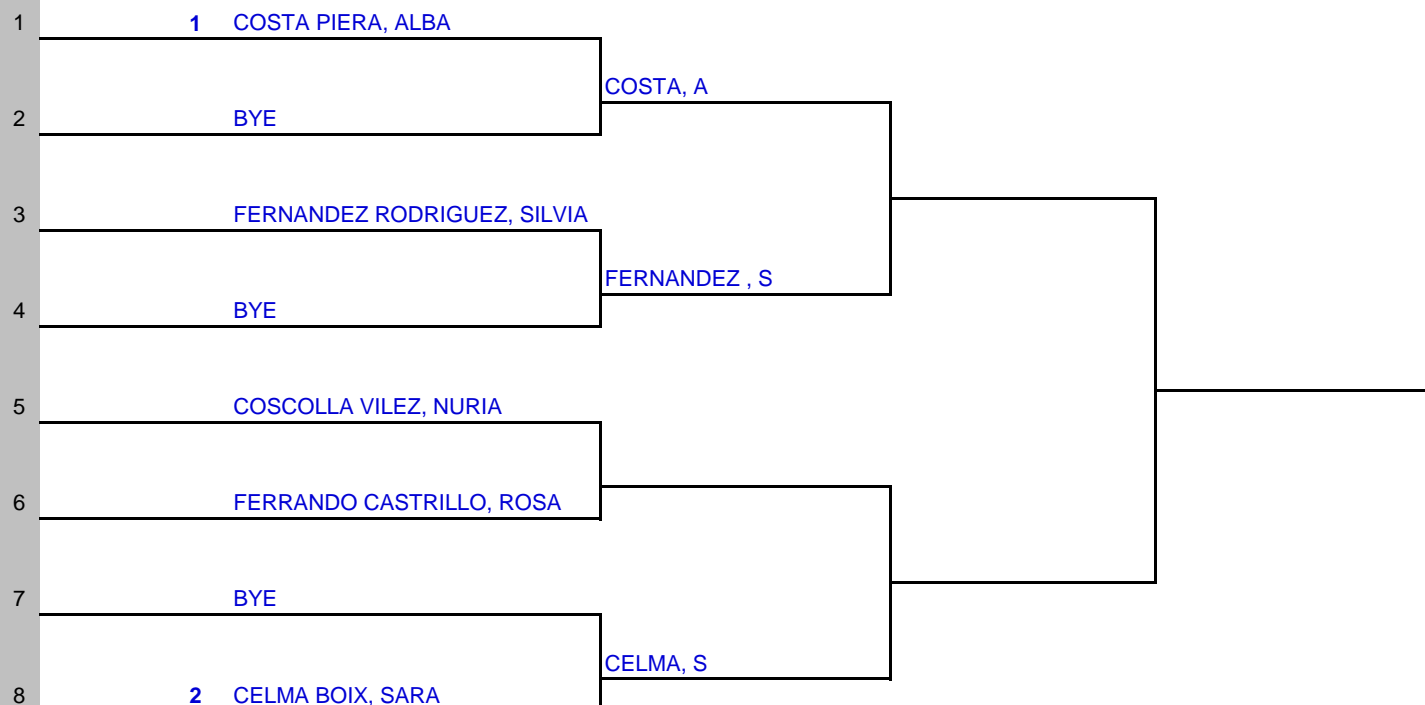 1 1 COSTA PIERA, ALBA
COSTA, A
2 BYE
3 FERNANDEZ RODRIGUEZ, SILVIA
FERNANDEZ , S
4 BYE
5 COSCOLLA VILEZ, NURIA
6 FERRANDO CASTRILLO, ROSA
7 BYE
CELMA, S
8 2 CELMA BOIX, SARA